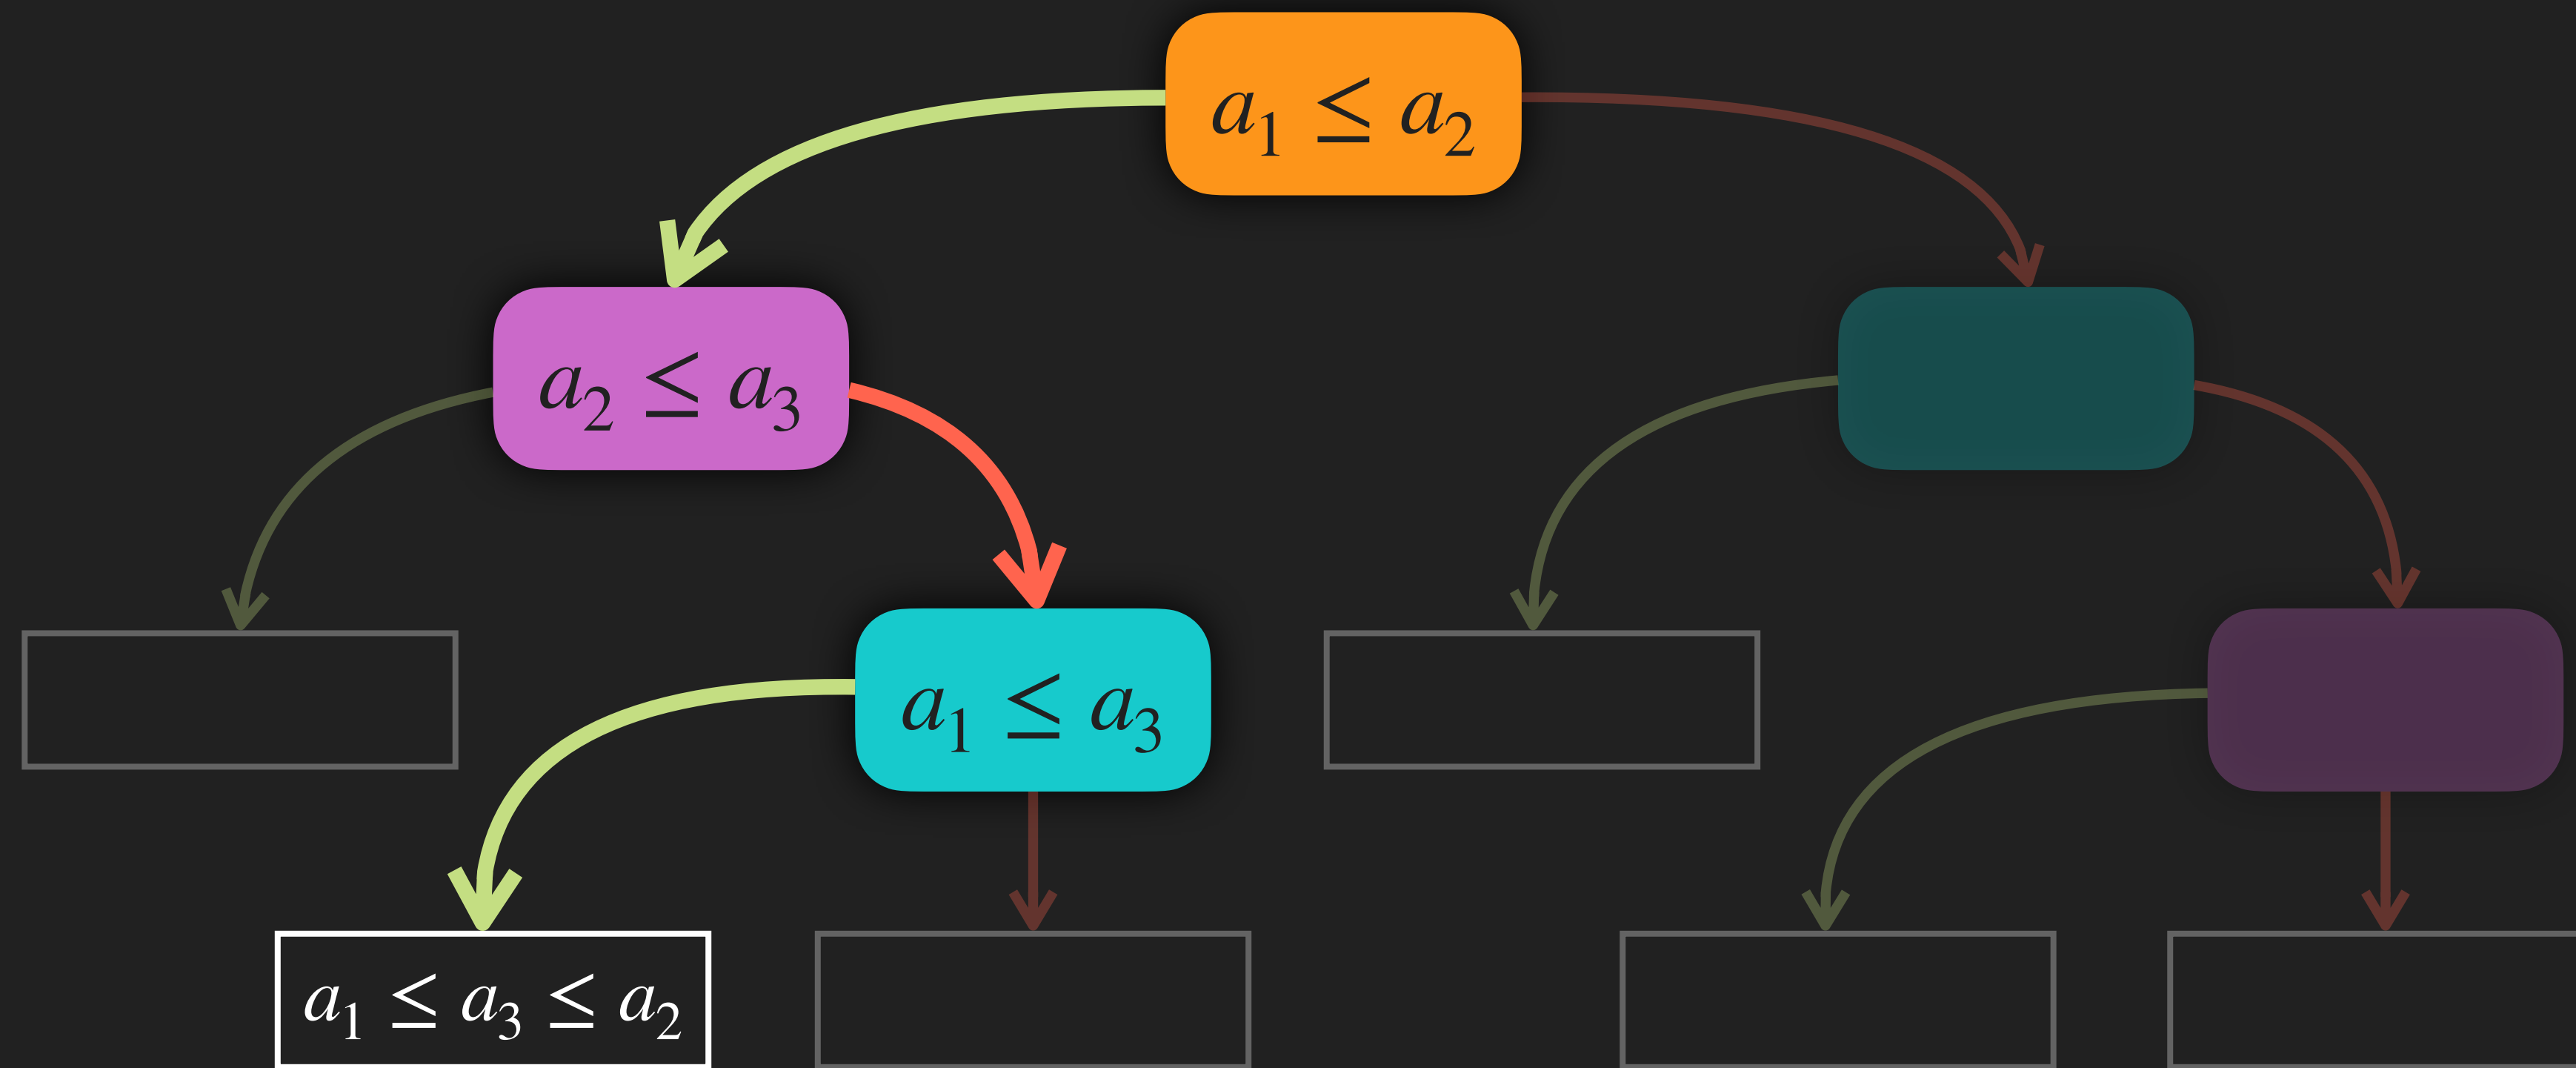 a₁ ≤ a₂
a₂ ≤ a₃
a₁ ≤ a₃
a₁ ≤ a₃ ≤ a₂